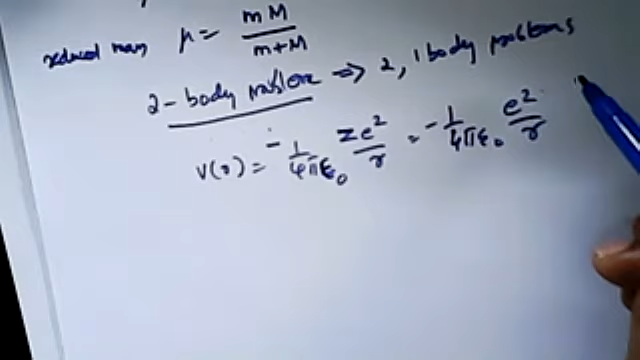 reduced mass μ = mM / m+M
2-body problem ⇒ 2, 1 body problems
V(r) = - 1/4πε₀ Ze²/r = - 1/4πε₀ e²/r